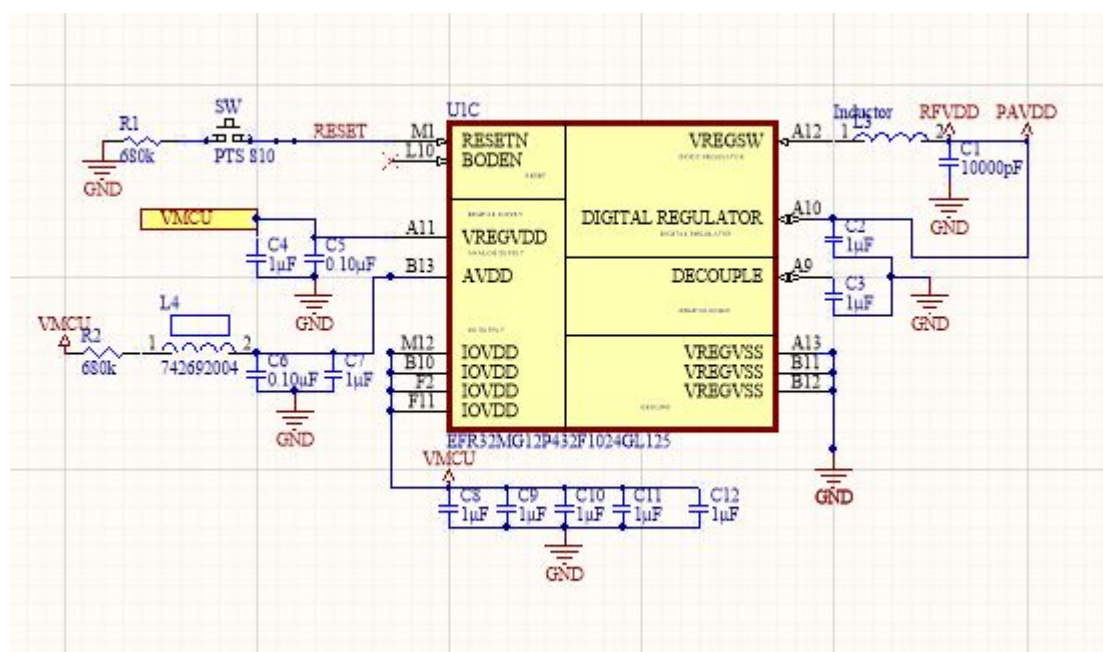 SW
U1C
R1
680k
GND
PTS 810
RESET
M1
RESETN
L10
BODEN
VREGSW
A12
Inductor
1
2
RFVDD
PAVDD
C1
10000pF
GND
VMCU
C4
1µF
C5
0.10µF
GND
A11
VREGVDD
B13
AVDD
DIGITAL REGULATOR
DIGITAL REGULATOR
A10
C2
1µF
DECOUPLE
A9
C3
1µF
GND
VMCU
R2
680k
L4
1
2
742692004
C6
0.10µF
C7
1µF
GND
M12
IOVDD
B10
IOVDD
F2
IOVDD
F11
IOVDD
VREGVSS
A13
VREGVSS
B11
VREGVSS
B12
GND
EFR32MG12P432F1024GL125
VMCU
C8
1µF
C9
1µF
C10
1µF
C11
1µF
C12
1µF
GND